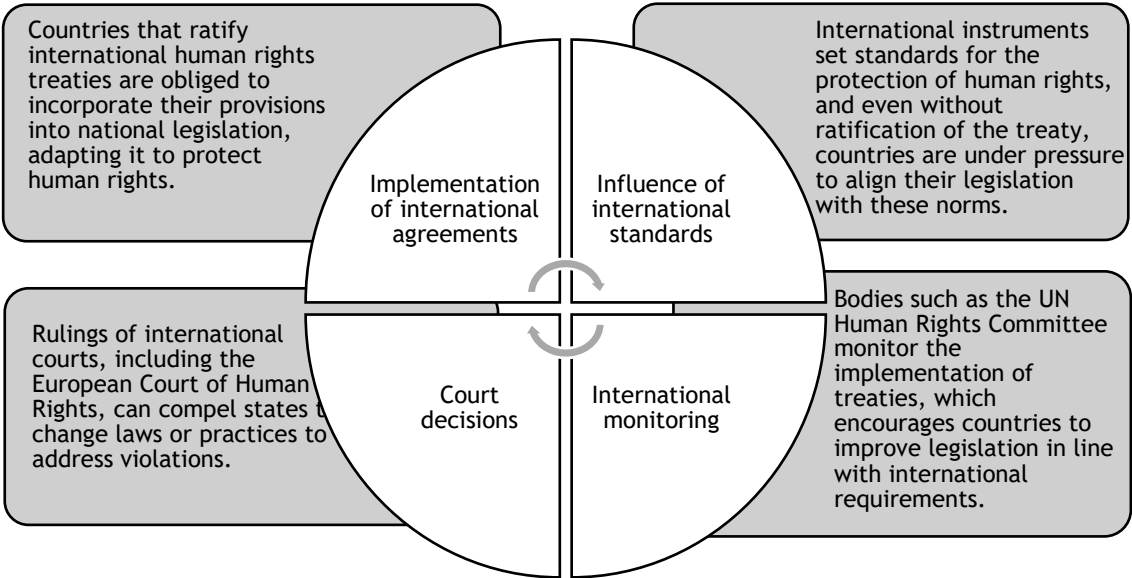 Countries that ratify
international human rights
treaties are obliged to
incorporate their provisions
into national legislation,
adapting it to protect
human rights.
International instruments
set standards for the
protection of human rights,
and even without
ratification of the treaty,
countries are under pressure
to align their legislation
with these norms.
Implementation
of international
agreements
Influence of
international
standards
Rulings of international
courts, including the
European Court of Human
Rights, can compel states t
change laws or practices to
address violations.
Court
decisions
International
monitoring
Bodies such as the UN
Human Rights Committee
monitor the
implementation of
treaties, which
encourages countries to
improve legislation in line
with international
requirements.